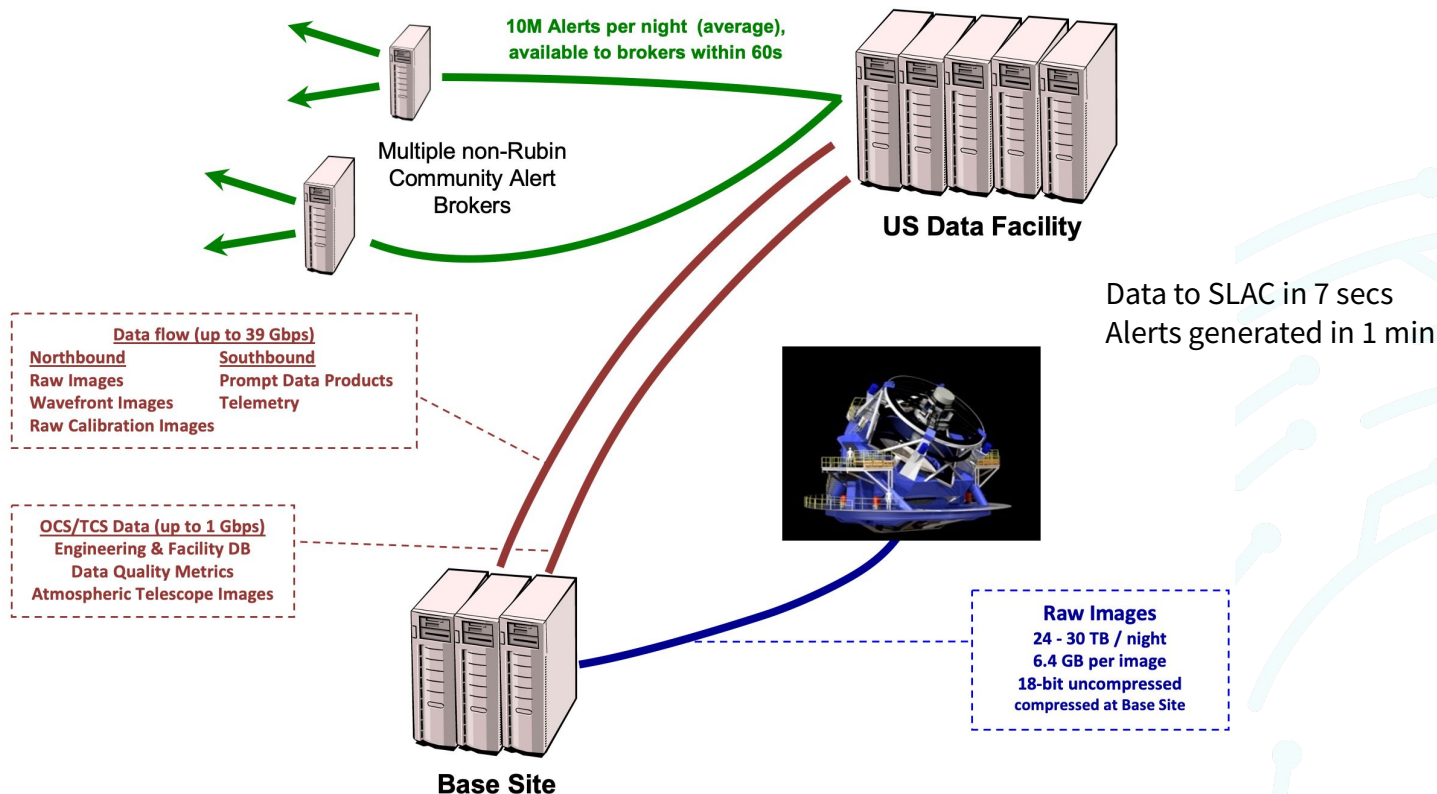 10M Alerts per night (average),
available to brokers within 60s
Multiple non-Rubin
Community Alert
Brokers
US Data Facility
Data to SLAC in 7 secs
Alerts generated in 1 min
Data flow (up to 39 Gbps)
Northbound Southbound
Raw Images Prompt Data Products
Wavefront Images Telemetry
Raw Calibration Images
OCS/TCS Data (up to 1 Gbps)
Engineering & Facility DB
Data Quality Metrics
Atmospheric Telescope Images
Raw Images
24 - 30 TB / night
6.4 GB per image
18-bit uncompressed
compressed at Base Site
Base Site